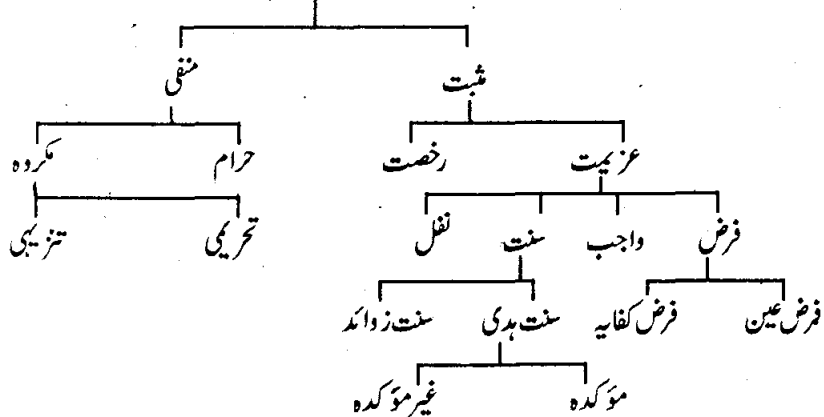 مثبت منفی
عزیمت رخصت حرام مکروہ
فرض واجب سنت نفل تحریمی تنزیہی
فرض عین فرض کفایہ سنت ہدی سنت زوائد
مؤکدہ غیر مؤکدہ